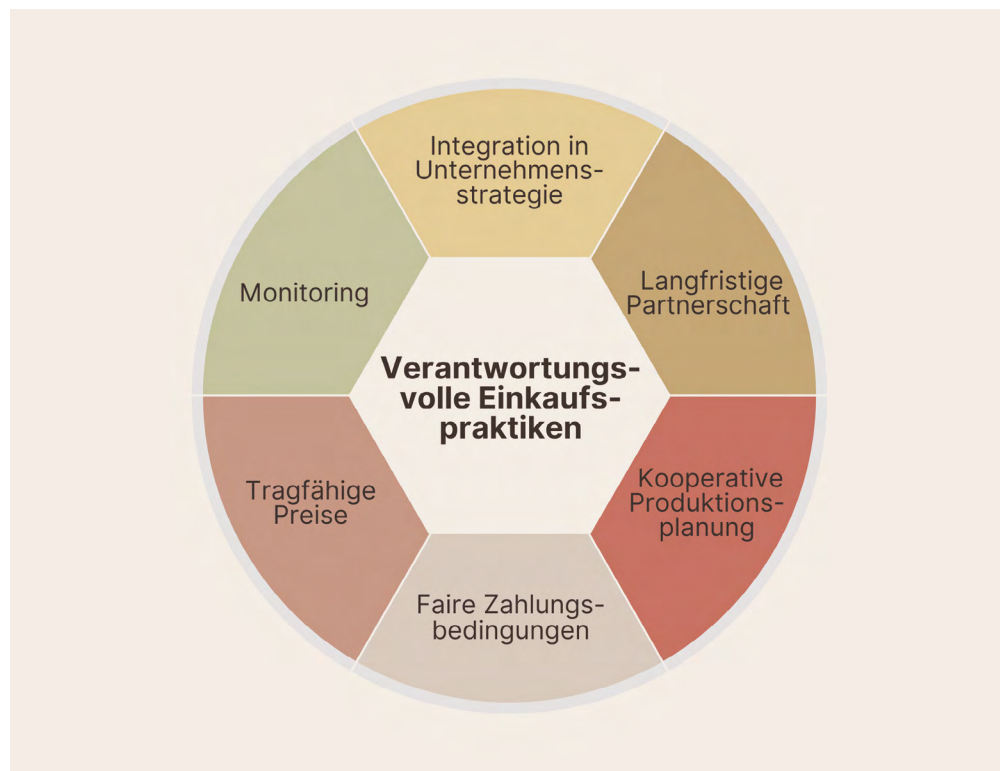 Integration in
Unternehmens-
strategie
Langfristige
Partnerschaft
Kooperative
Produktions-
planung
Faire Zahlungs-
bedingungen
Tragfähige
Preise
Monitoring
Verantwortungs-
volle Einkaufs-
praktiken